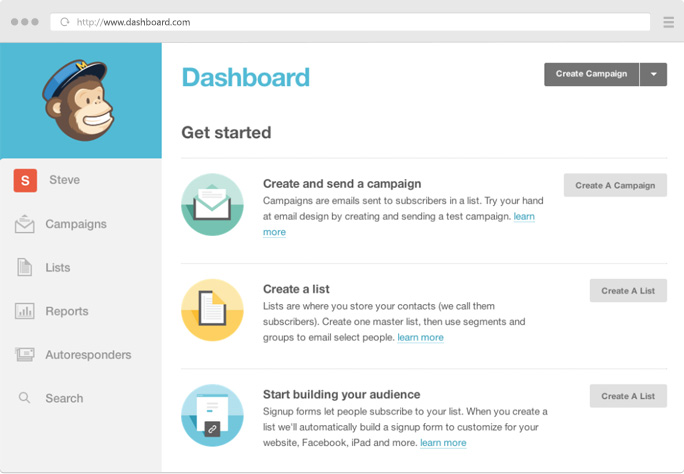 http://www.dashboard.com
Dashboard
Create Campaign
Get started
S
Steve
Campaigns
Lists
Reports
Autoresponders
Search
Create and send a campaign
Campaigns are emails sent to subscribers in a list. Try your hand
at email design by creating and sending a test campaign. learn
more
Create A Campaign
Create a list
Lists are where you store your contacts (we call them
subscribers). Create one master list, then use segments and
groups to email select people. learn more
Create A List
Start building your audience
Signup forms let people subscribe to your list. When you create a
list we'll automatically build a signup form to customize for your
website, Facebook, iPad and more. learn more
Create A List